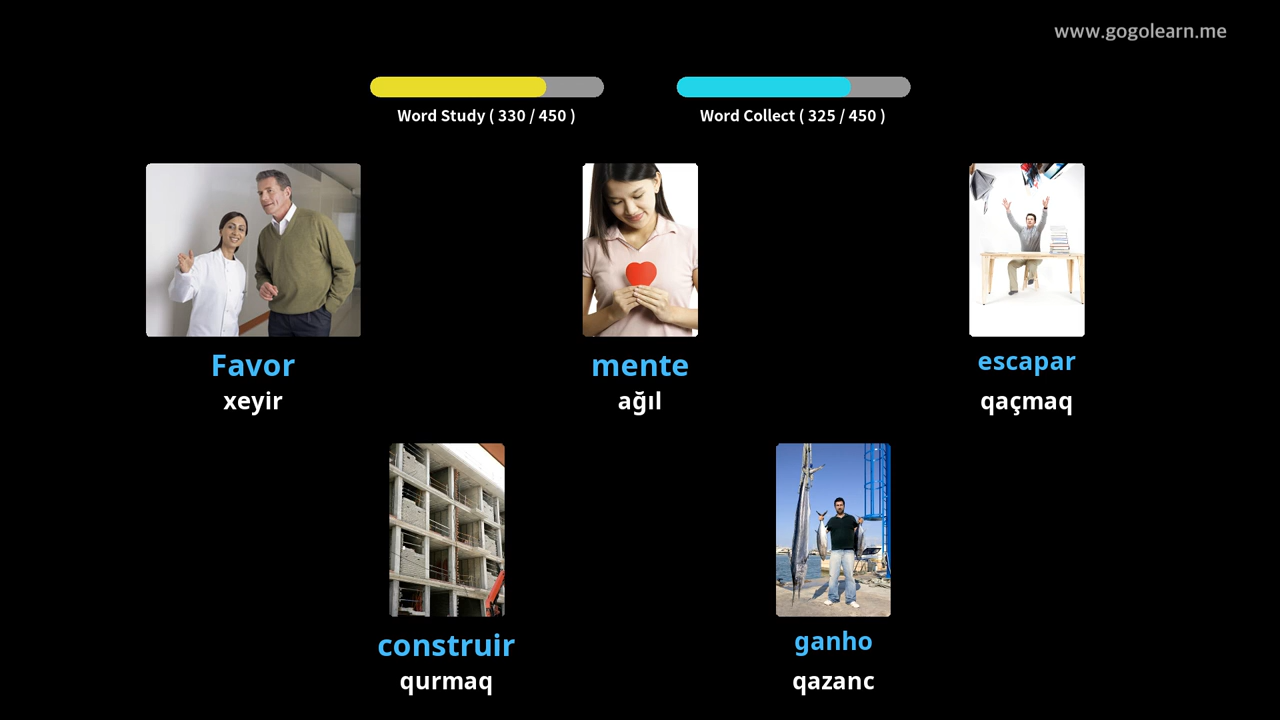 www.gogolearn.me
Word Study ( 330 / 450 )
Word Collect ( 325 / 450 )
Favor
xeyir
mente
ağıl
escapar
qaçmaq
construir
qurmaq
ganho
qazanc